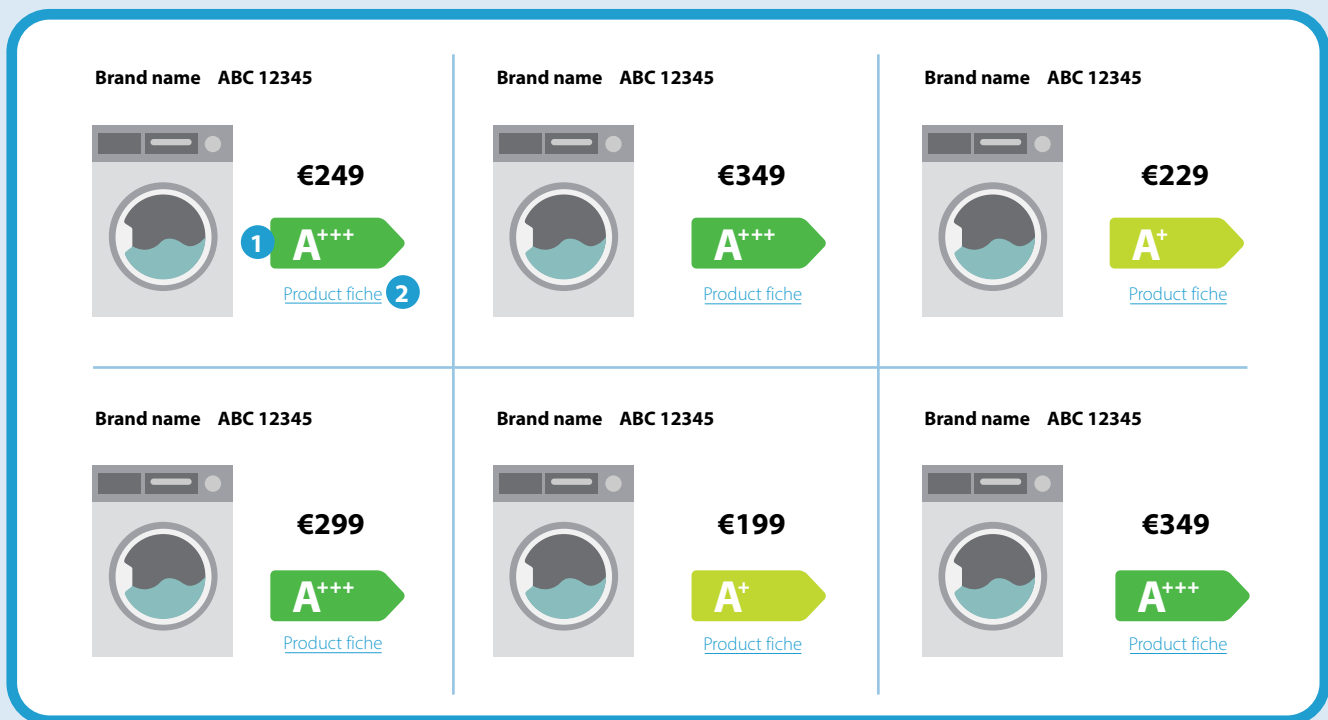 Brand name ABC 12345
€249
1 A+++
Product fiche 2
Brand name ABC 12345
€349
A+++
Product fiche
Brand name ABC 12345
€229
A+
Product fiche
Brand name ABC 12345
€299
A+++
Product fiche
Brand name ABC 12345
€199
A+
Product fiche
Brand name ABC 12345
€349
A+++
Product fiche